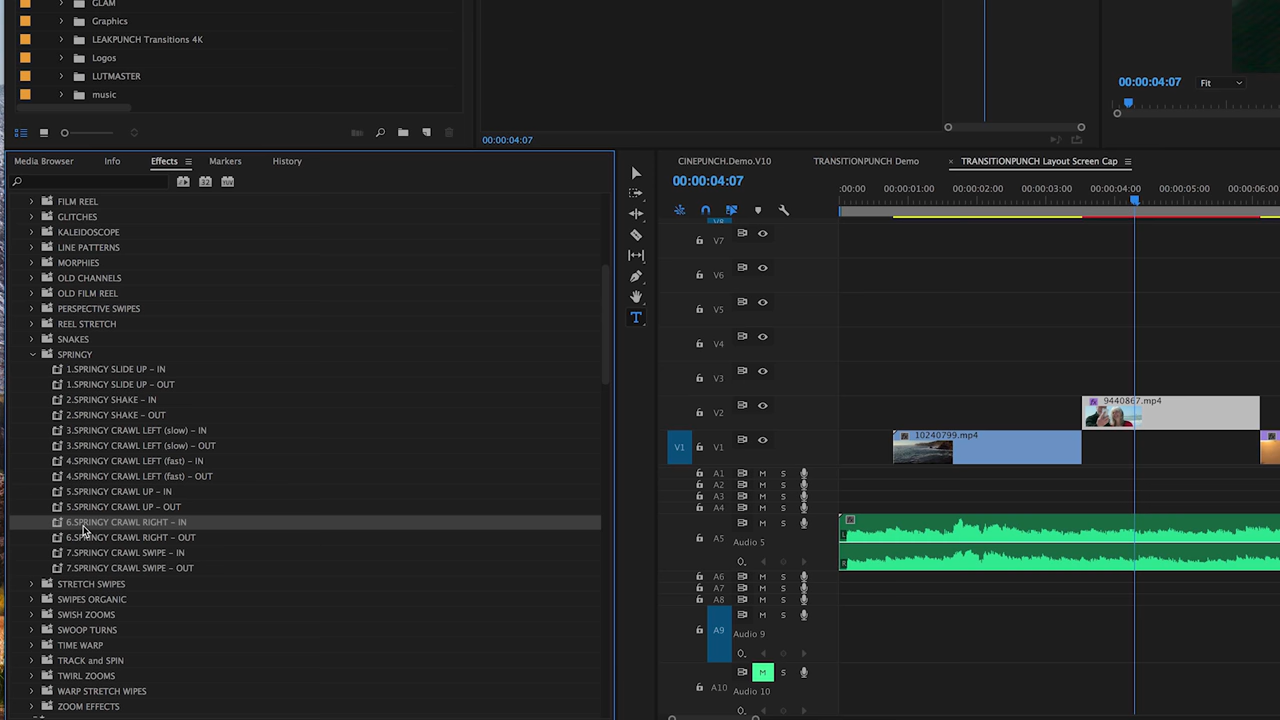 GLAM
Graphics
LEAKPUNCH Transitions 4K
Logos
LUTMASTER
music
00:00:04:07
00:00:04:07
Fit
Media Browser
Info
Effects
Markers
History
32
YUV
FILM REEL
GLITCHES
KALEIDOSCOPE
LINE PATTERNS
MORPHIES
OLD CHANNELS
OLD FILM REEL
PERSPECTIVE SWIPES
REEL STRETCH
SNAKES
SPRINGY
1.SPRINGY SLIDE UP - IN
1.SPRINGY SLIDE UP - OUT
2.SPRINGY SHAKE - IN
2.SPRINGY SHAKE - OUT
3.SPRINGY CRAWL LEFT (slow) - IN
3.SPRINGY CRAWL LEFT (slow) - OUT
4.SPRINGY CRAWL LEFT (fast) - IN
4.SPRINGY CRAWL LEFT (fast) - OUT
5.SPRINGY CRAWL UP - IN
5.SPRINGY CRAWL UP - OUT
6.SPRINGY CRAWL RIGHT - IN
6.SPRINGY CRAWL RIGHT - OUT
7.SPRINGY CRAWL SWIPE - IN
7.SPRINGY CRAWL SWIPE - OUT
STRETCH SWIPES
SWIPES ORGANIC
SWISH ZOOMS
SWOOP TURNS
TIME WARP
TRACK and SPIN
TWIRL ZOOMS
WARP STRETCH WIPES
ZOOM EFFECTS
CINEPUNCH.Demo.V10
TRANSITIONPUNCH Demo
× TRANSITIONPUNCH Layout Screen Cap
00:00:04:07
:00:00
00:00:01:00
00:00:02:00
00:00:03:00
00:00:04:00
00:00:05:00
00:00:06:00
V8
V7
V6
V5
V4
V3
V2
9440867.mp4
V1
V1
10240799.mp4
A1 M S
A2 M S
A3 M S
A4 M S
A5 M S
Audio 5
L
R
A6 M S
A7 M S
A8 M S
A9 M S
Audio 9
M S
A10 Audio 10